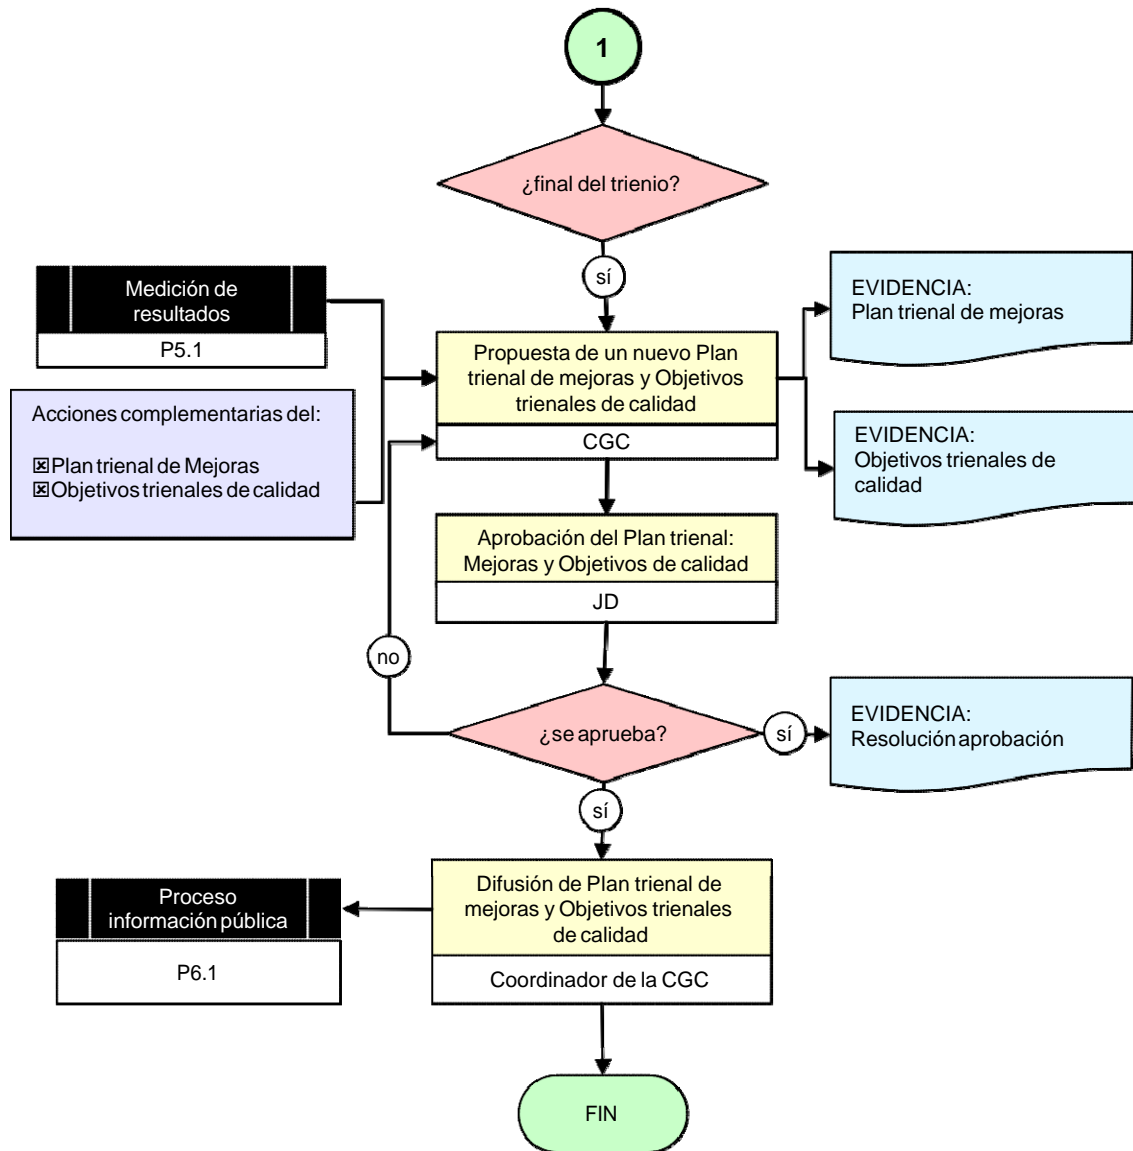 1
¿final del trienio?
sí
Medición de
resultados
P5.1
Acciones complementarias del:
☒Plan trienal de Mejoras
☒Objetivos trienales de calidad
Propuesta de un nuevo Plan
trienal de mejoras y Objetivos
trienales de calidad
CGC
EVIDENCIA:
Plan trienal de mejoras
EVIDENCIA:
Objetivos trienales de
calidad
Aprobación del Plan trienal:
Mejoras y Objetivos de calidad
JD
no
¿se aprueba?
sí
EVIDENCIA:
Resolución aprobación
sí
Difusión de Plan trienal de
mejoras y Objetivos trienales
de calidad
Coordinador de la CGC
Proceso
información pública
P6.1
FIN